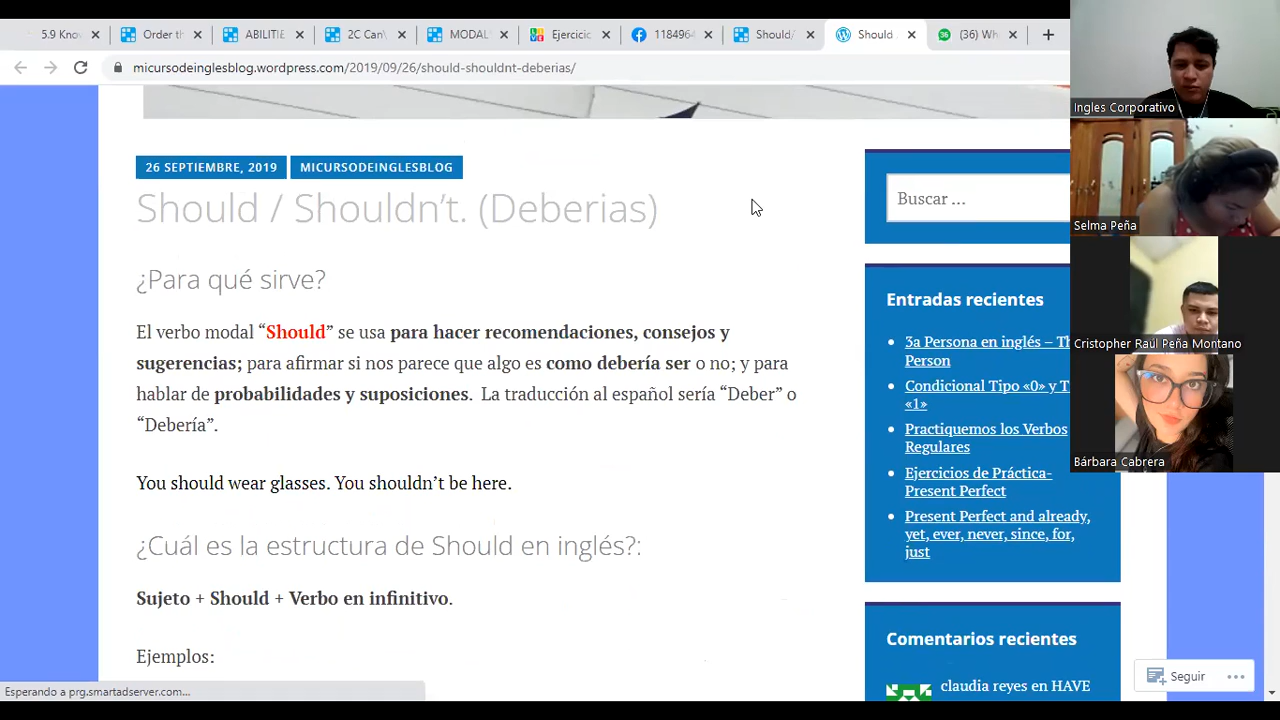 5.9 Kno
Order th
ABILITIE
2C Can\
MODAL
Ejercicio
1184964
Should/
Should
(36) Wh
micursodeinglesblog.wordpress.com/2019/09/26/should-shouldnt-deberias/
26 SEPTIEMBRE, 2019
MICURSODEINGLESBLOG
Should / Shouldn’t. (Deberias)
¿Para qué sirve?
El verbo modal “Should” se usa para hacer recomendaciones, consejos y
sugerencias; para afirmar si nos parece que algo es como debería ser o no; y para
hablar de probabilidades y suposiciones. La traducción al español sería “Deber” o
“Debería”.
You should wear glasses. You shouldn’t be here.
¿Cuál es la estructura de Should en inglés?:
Sujeto + Should + Verbo en infinitivo.
Ejemplos:
Esperando a prg.smartadserver.com...
Buscar ...
Entradas recientes
3a Persona en inglés – Th
Person
Condicional Tipo «0» y T
«1»
Practiquemos los Verbos
Regulares
Ejercicios de Práctica-
Present Perfect
Present Perfect and already,
yet, ever, never, since, for,
just
Comentarios recientes
claudia reyes en HAVE
Seguir
Ingles Corporativo
Selma Peña
Cristopher Raúl Peña Montano
Bárbara Cabrera